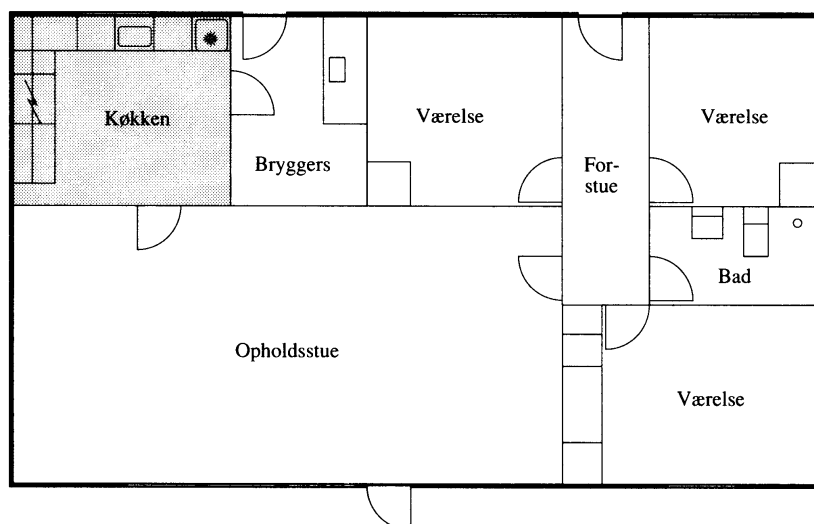 Køkken
Bryggers
Værelse
For-
stue
Værelse
Bad
Opholdsstue
Værelse